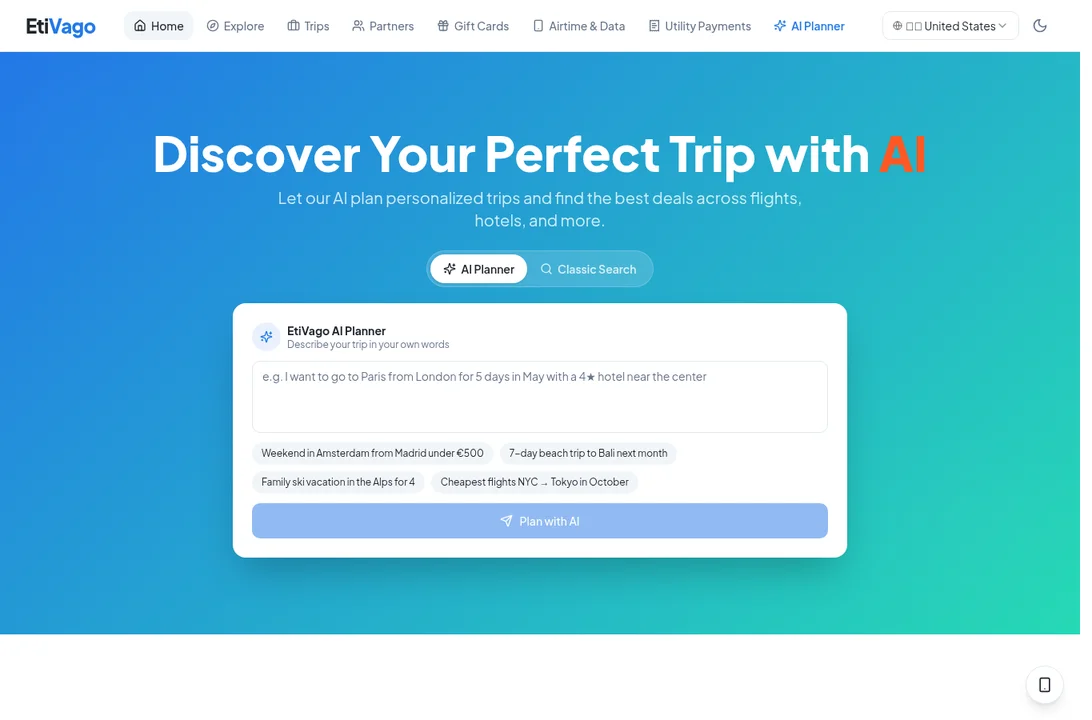 EtiVago
Home
Explore
Trips
Partners
Gift Cards
Airtime & Data
Utility Payments
AI Planner
United States
Discover Your Perfect Trip with AI
Let our AI plan personalized trips and find the best deals across flights,
hotels, and more.
AI Planner
Classic Search
EtiVago AI Planner
Describe your trip in your own words
e.g. I want to go to Paris from London for 5 days in May with a 4★ hotel near the center
Weekend in Amsterdam from Madrid under €500
7-day beach trip to Bali next month
Family ski vacation in the Alps for 4
Cheapest flights NYC → Tokyo in October
Plan with AI